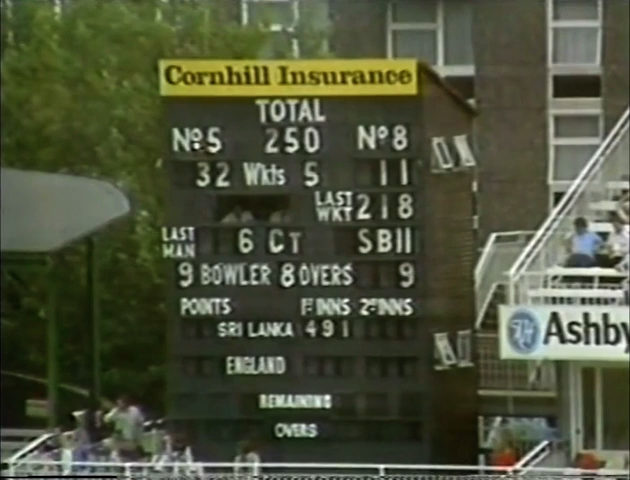 Cornhill Insurance
TOTAL
Nº5 250 Nº8
32 Wkts 5 11
LAST WKT 218
LAST MAN 6 CT SB11
9 BOWLER 8 OVERS 9
POINTS 1ST INNS 2ND INNS
SRI LANKA 491
ENGLAND
REMAINING
OVERS
Ashby